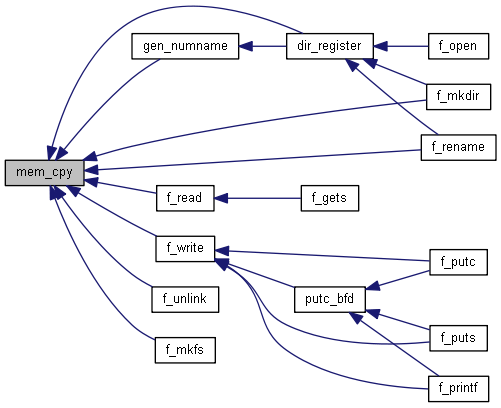 gen_numname
dir_register
f_open
f_mkdir
f_rename
mem_cpy
f_read
f_gets
f_write
f_putc
f_unlink
putc_bfd
f_puts
f_mkfs
f_printf